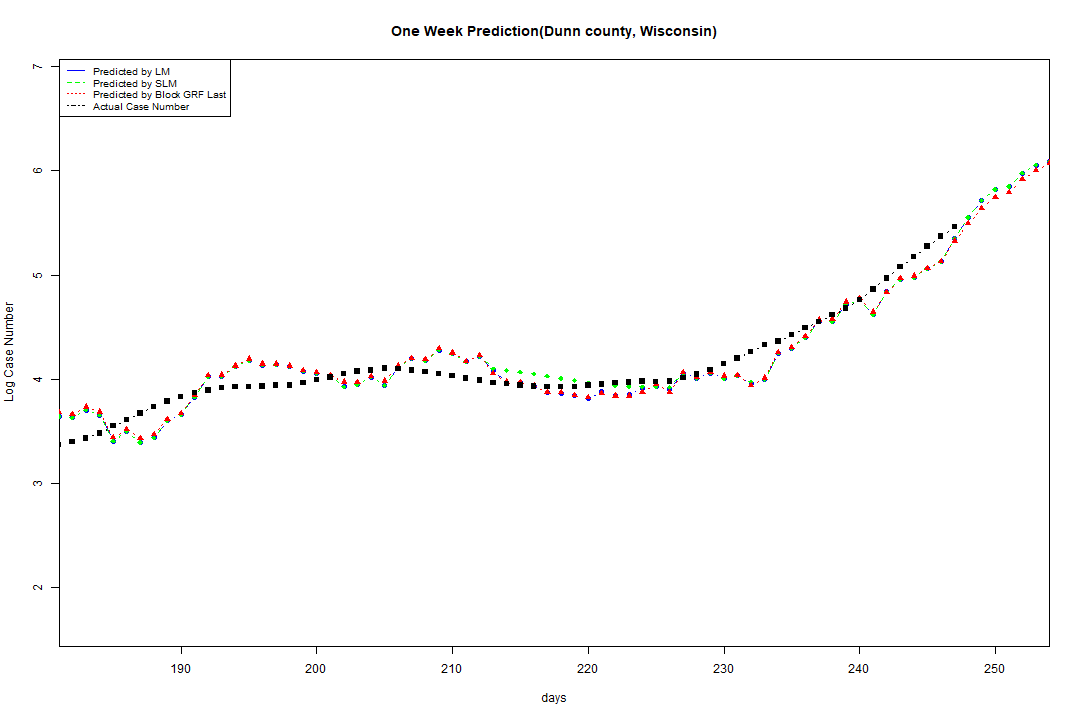 One Week Prediction(Dunn county, Wisconsin)
Predicted by LM
Predicted by SLM
Predicted by Block GRF Last
Actual Case Number
Log Case Number
7
6
5
4
3
2
190 200 210 220 230 240 250
days